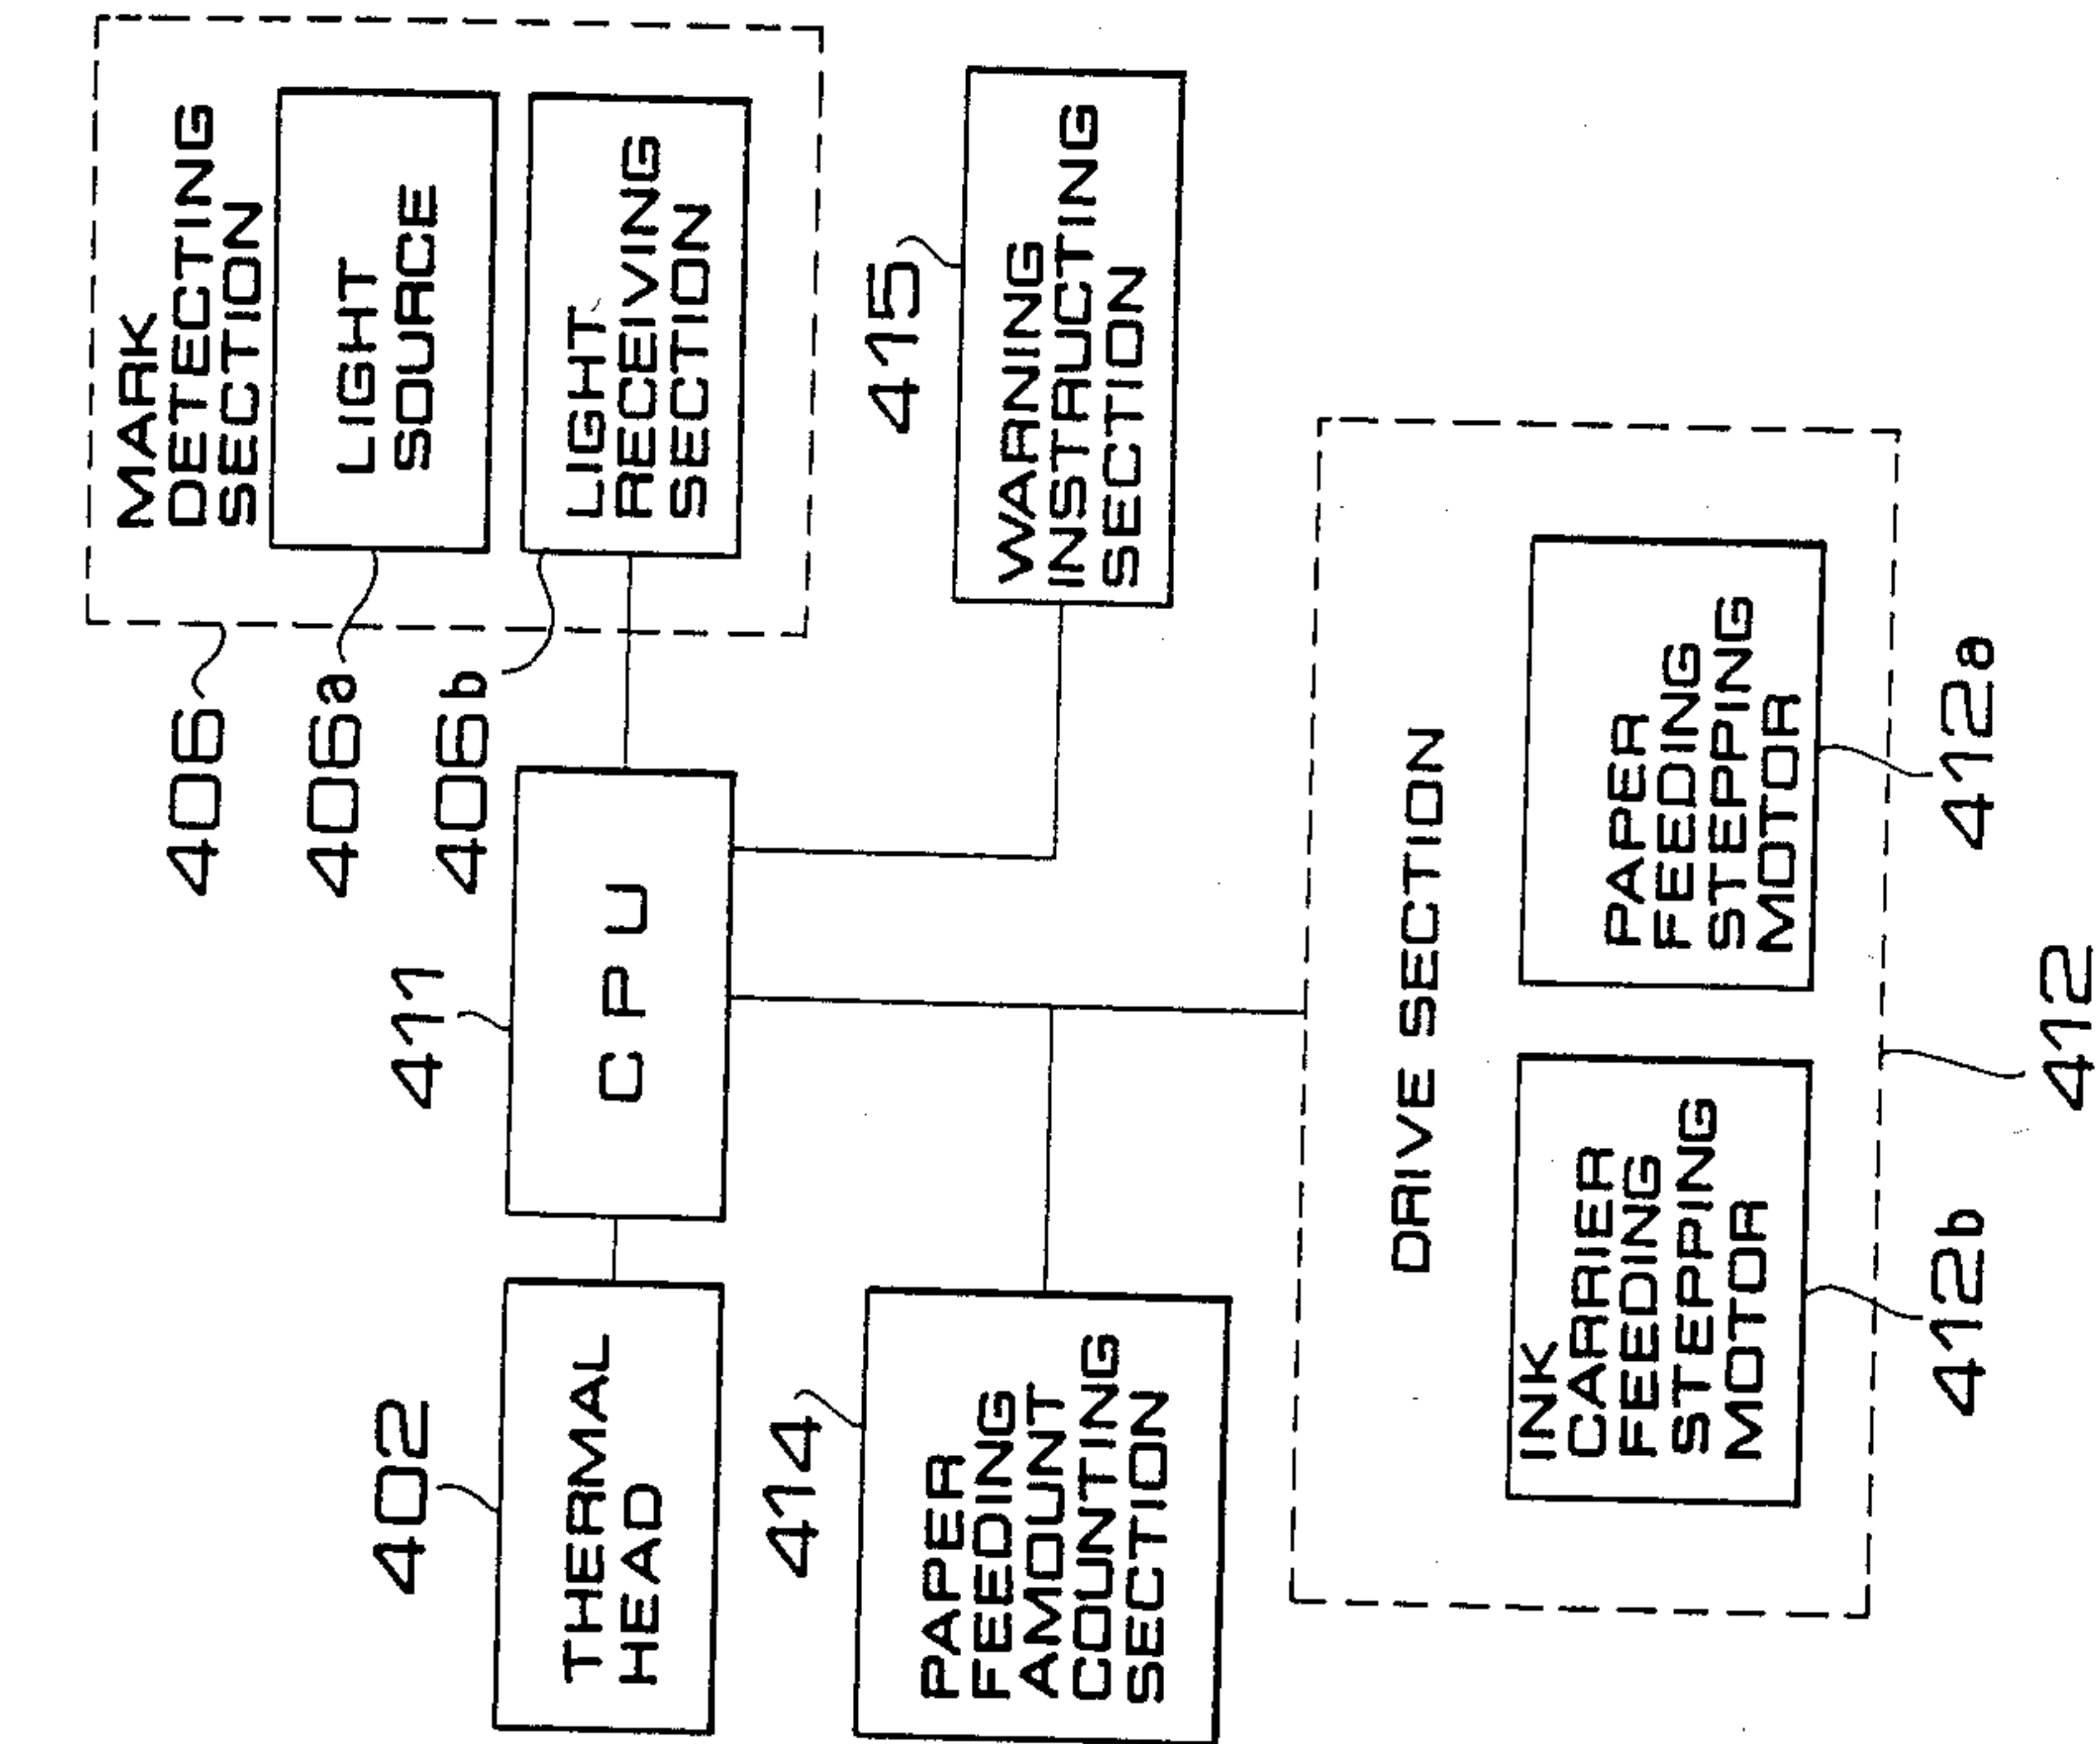 402
THERMAL
HEAD
411
C P U
406
406a
406b
MARK
DETECTING
SECTION
LIGHT
SOURCE
LIGHT
RECEIVING
SECTION
414
PAPER
FEEDING
AMOUNT
COUNTING
SECTION
415
WARNING
INSTRUCTING
SECTION
DRIVE SECTION
INK
CARRIER
FEEDING
STEPPING
MOTOR
PAPER
FEEDING
STEPPING
MOTOR
412b
412a
412